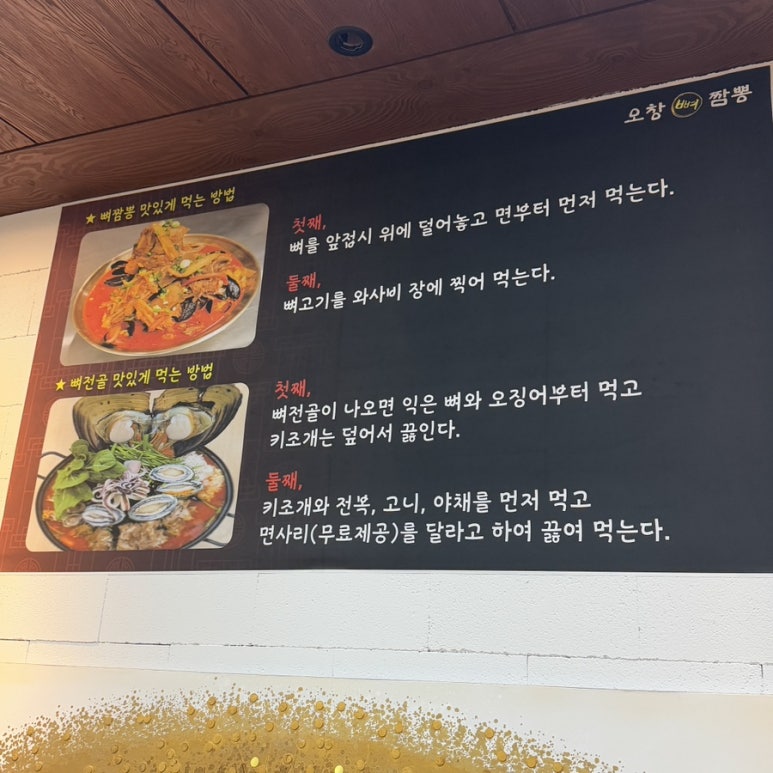 오창 뼈 짬뽕
★ 뼈짬뽕 맛있게 먹는 방법
첫째,
뼈를 앞접시 위에 덜어놓고 면부터 먼저 먹는다.
둘째,
뼈고기를 와사비 장에 찍어 먹는다.
★ 뼈전골 맛있게 먹는 방법
첫째,
뼈전골이 나오면 익은 뼈와 오징어부터 먹고
키조개는 덮어서 끓인다.
둘째,
키조개와 전복, 고니, 야채를 먼저 먹고
면사리(무료제공)를 달라고 하여 끓여 먹는다.